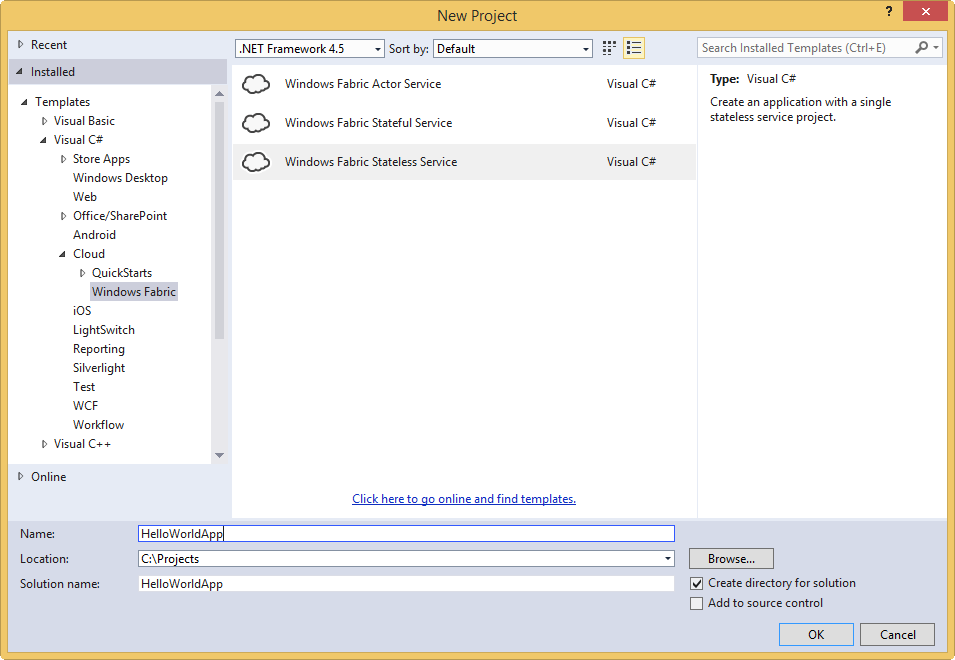 New Project
?
Recent
Installed
Templates
Visual Basic
Visual C#
Store Apps
Windows Desktop
Web
Office/SharePoint
Android
Cloud
QuickStarts
Windows Fabric
iOS
LightSwitch
Reporting
Silverlight
Test
WCF
Workflow
Visual C++
Online
.NET Framework 4.5 Sort by: Default
Windows Fabric Actor Service Visual C#
Windows Fabric Stateful Service Visual C#
Windows Fabric Stateless Service Visual C#
Click here to go online and find templates.
Search Installed Templates (Ctrl+E)
Type: Visual C#
Create an application with a single
stateless service project.
Name: HelloWorldApp
Location: C:\Projects Browse...
Solution name: HelloWorldApp
Create directory for solution
Add to source control
OK Cancel